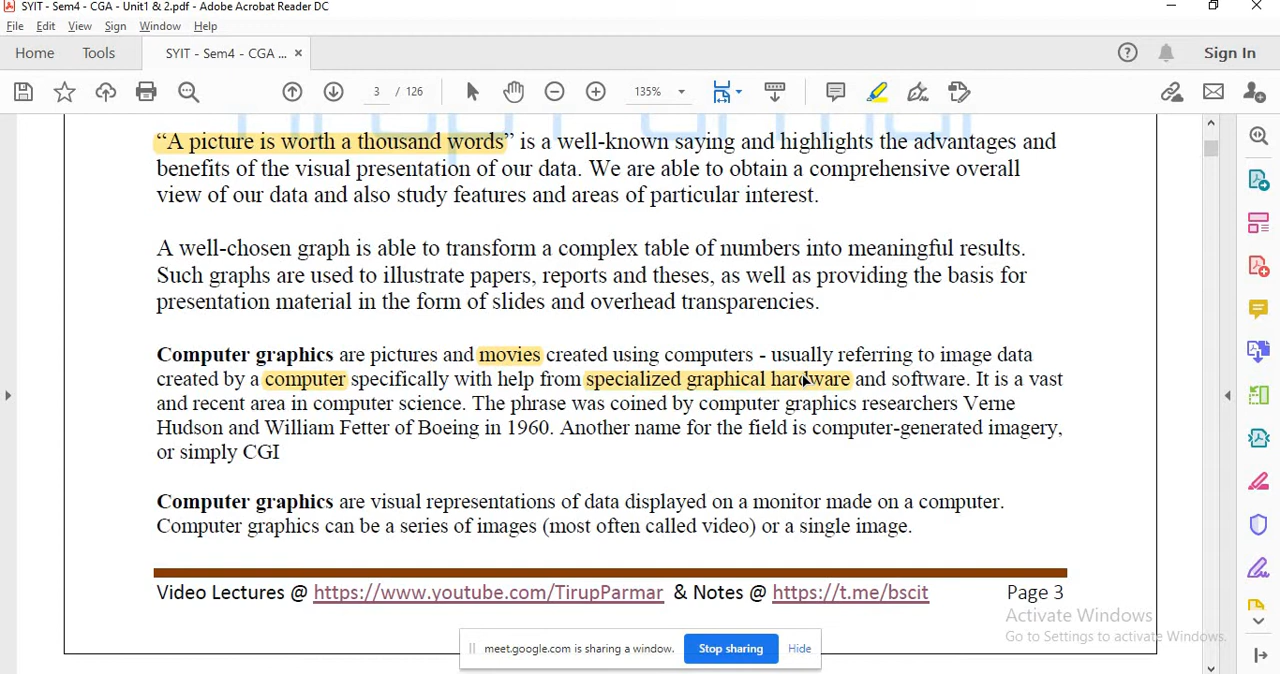 SYIT - Sem4 - CGA - Unit1 & 2.pdf - Adobe Acrobat Reader DC
File Edit View Sign Window Help
Home Tools SYIT - Sem4 - CGA ... × Sign In
3 / 126 135%
“A picture is worth a thousand words” is a well-known saying and highlights the advantages and
benefits of the visual presentation of our data. We are able to obtain a comprehensive overall
view of our data and also study features and areas of particular interest.
A well-chosen graph is able to transform a complex table of numbers into meaningful results.
Such graphs are used to illustrate papers, reports and theses, as well as providing the basis for
presentation material in the form of slides and overhead transparencies.
Computer graphics are pictures and movies created using computers - usually referring to image data
created by a computer specifically with help from specialized graphical hardware and software. It is a vast
and recent area in computer science. The phrase was coined by computer graphics researchers Verne
Hudson and William Fetter of Boeing in 1960. Another name for the field is computer-generated imagery,
or simply CGI
Computer graphics are visual representations of data displayed on a monitor made on a computer.
Computer graphics can be a series of images (most often called video) or a single image.
Video Lectures @ https://www.youtube.com/TirupParmar & Notes @ https://t.me/bscit Page 3
Activate Windows
Go to Settings to activate Windows.
meet.google.com is sharing a window. Stop sharing Hide